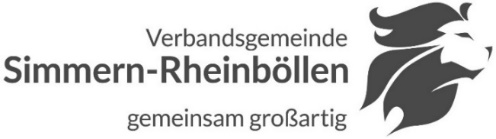 Verbandsgemeinde
Simmern-Rheinböllen
gemeinsam großartig